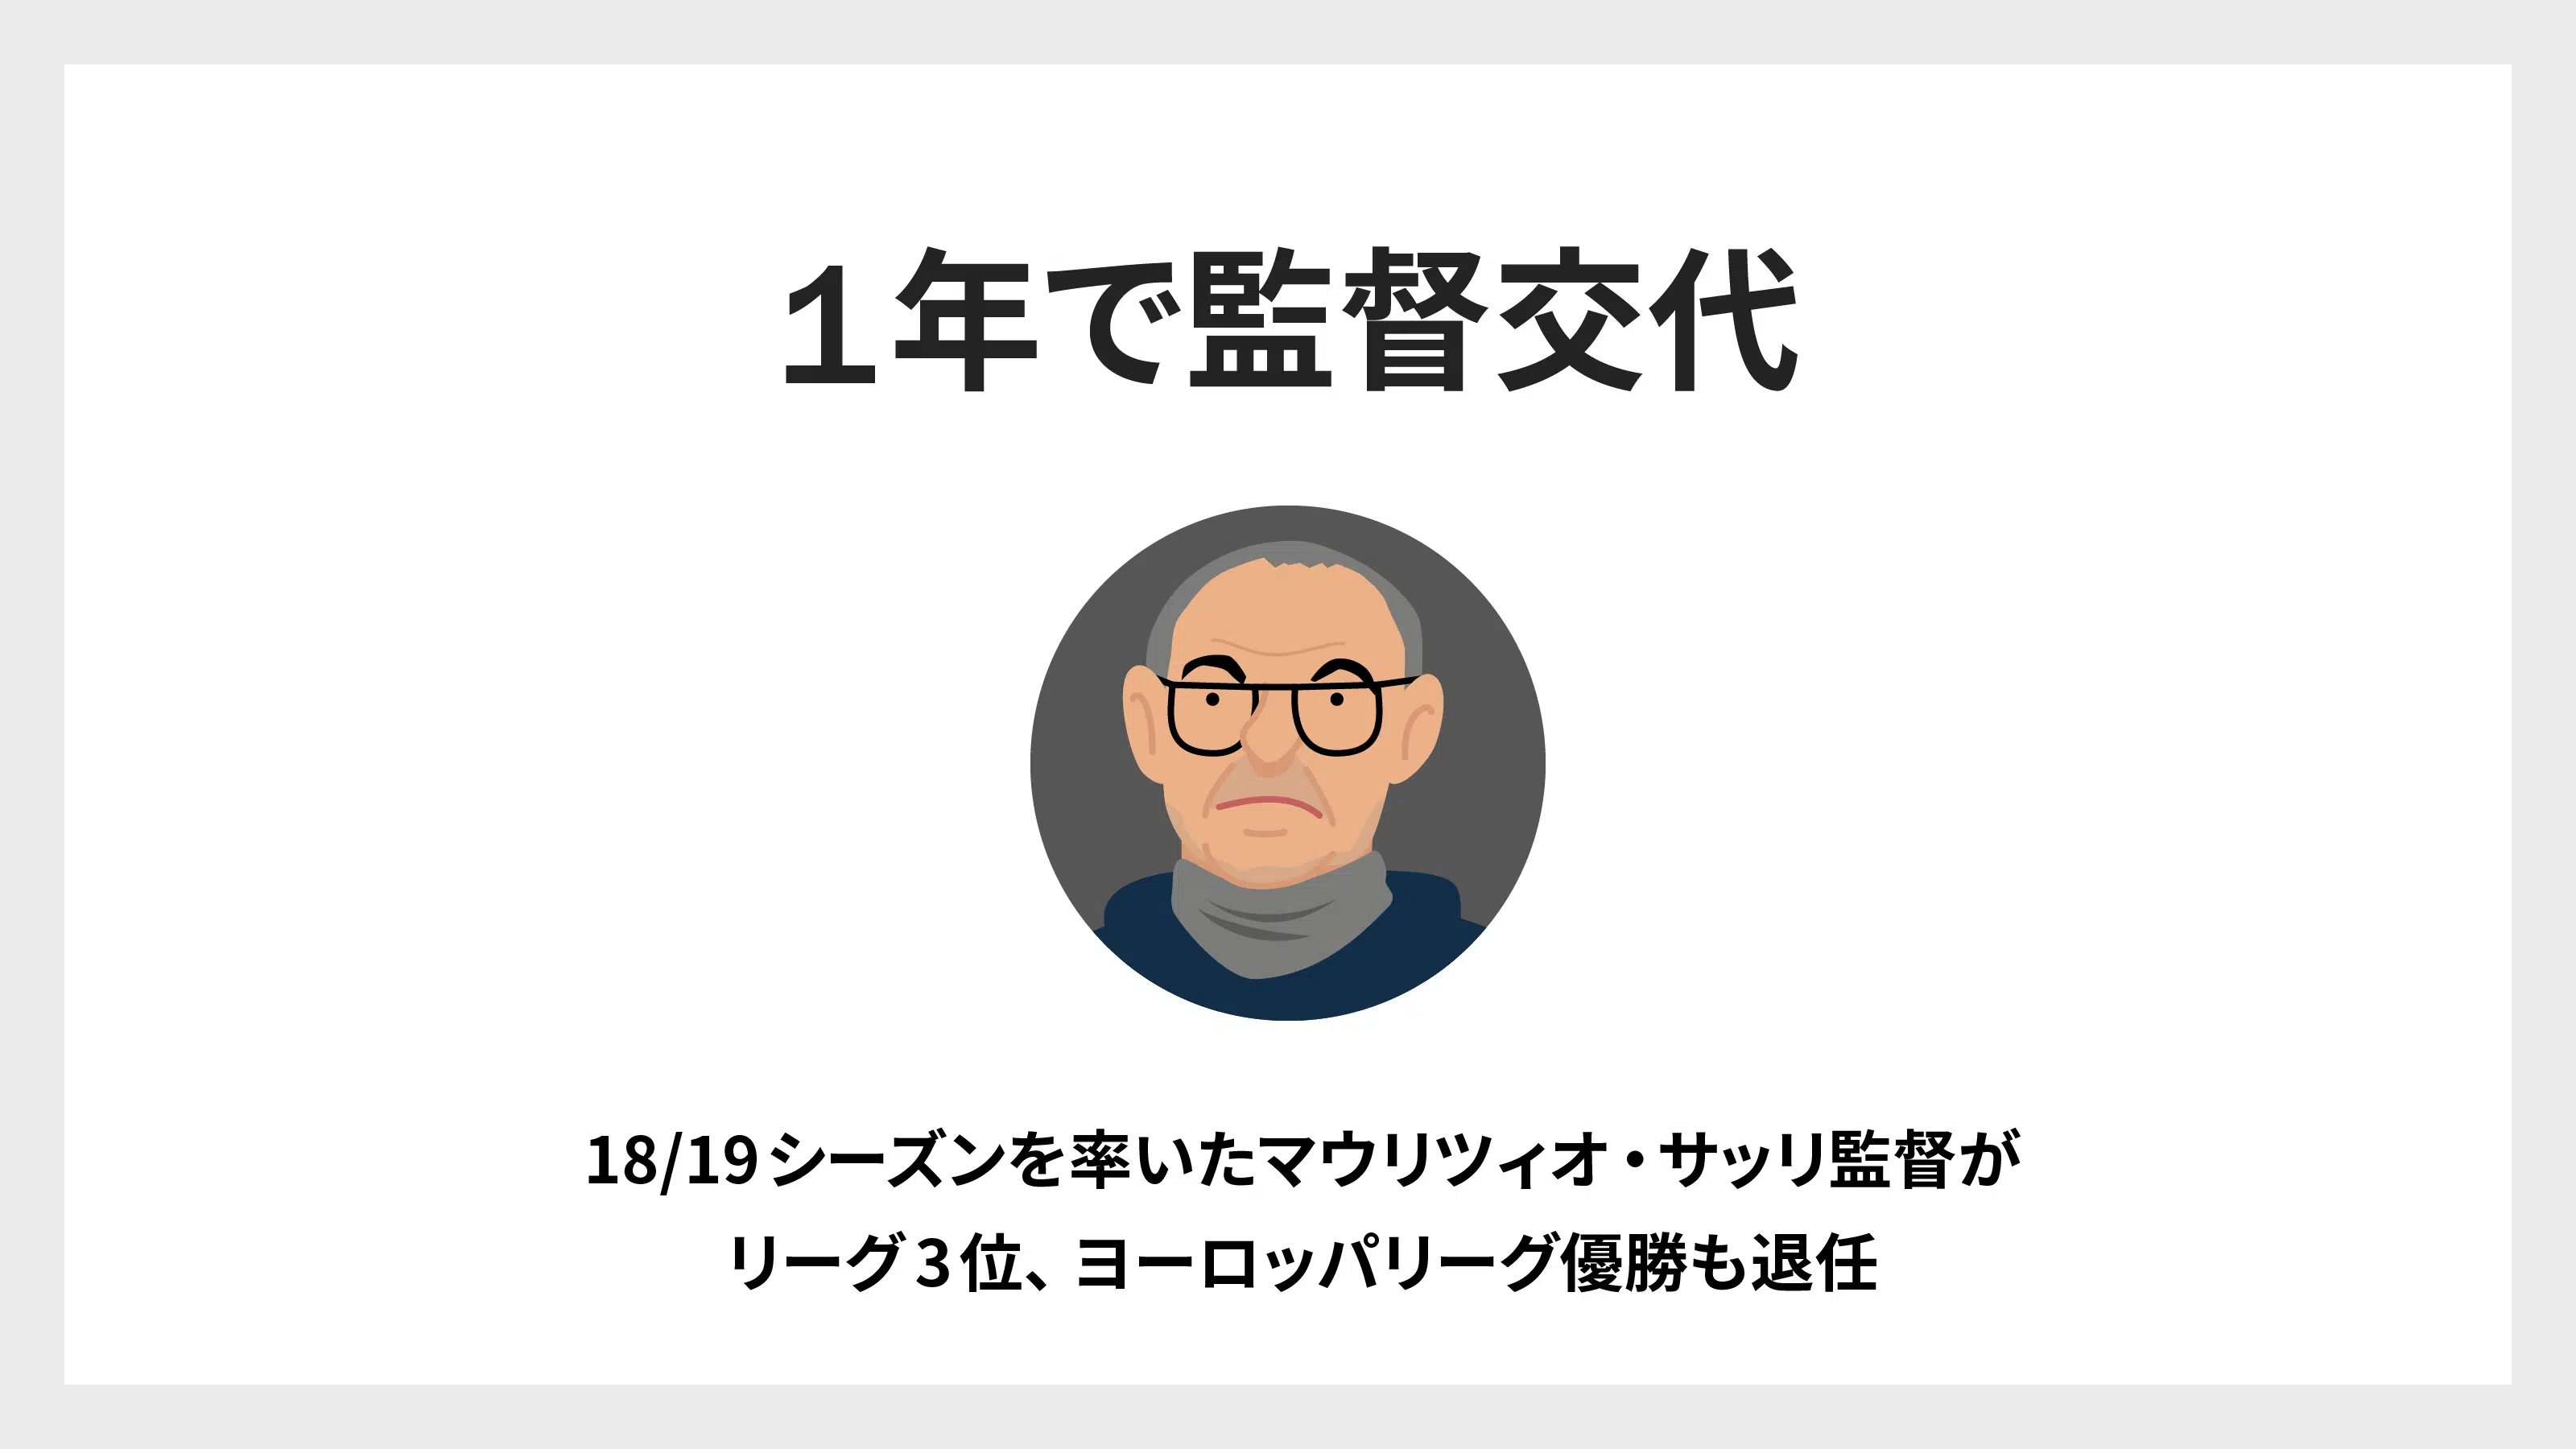 １年で監督交代
18/19シーズンを率いたマウリツィオ・サッリ監督が
リーグ3位、ヨーロッパリーグ優勝も退任